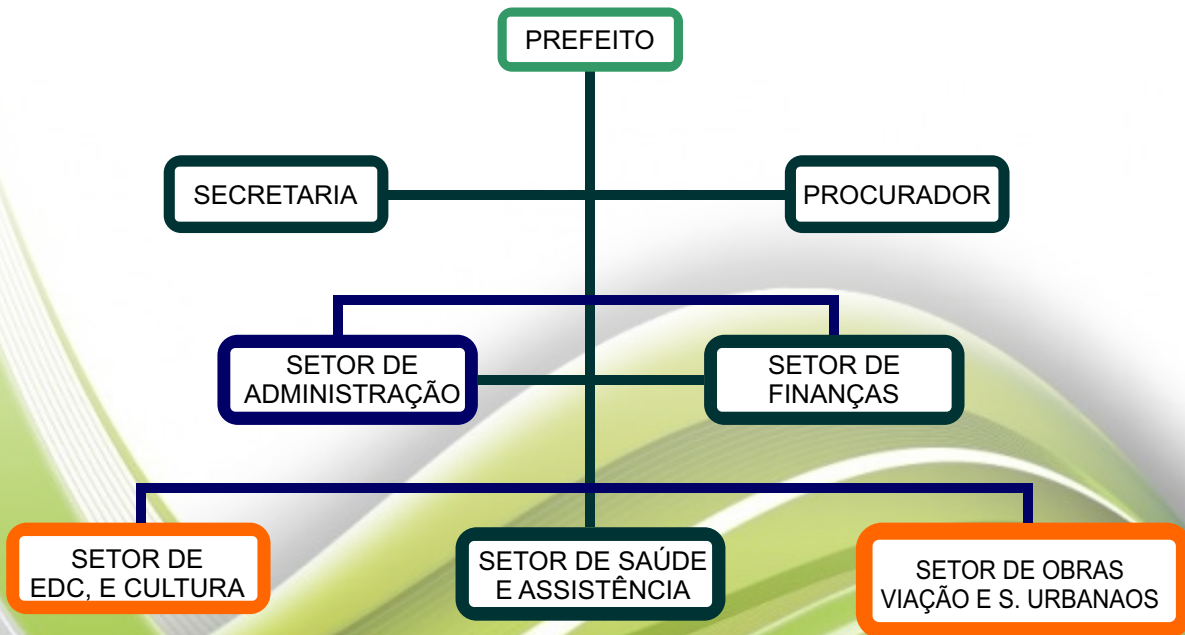 PREFEITO
SECRETARIA
PROCURADOR
SETOR DE
ADMINISTRAÇÃO
SETOR DE
FINANÇAS
SETOR DE
EDC, E CULTURA
SETOR DE SAÚDE
E ASSISTÊNCIA
SETOR DE OBRAS
VIAÇÃO E S. URBANAOS